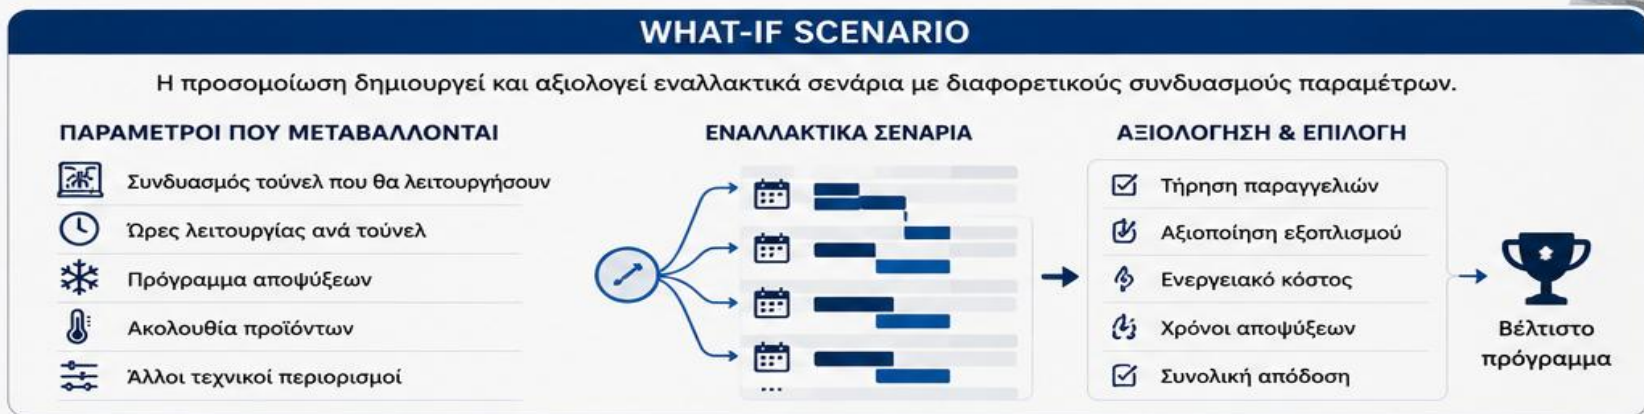 WHAT-IF SCENARIO
Η προσομοίωση δημιουργεί και αξιολογεί εναλλακτικά σενάρια με διαφορετικούς συνδυασμούς παραμέτρων.
ΠΑΡΑΜΕΤΡΟΙ ΠΟΥ ΜΕΤΑΒΑΛΛΟΝΤΑΙ
Συνδυασμός τούνελ που θα λειτουργήσουν
Ώρες λειτουργίας ανά τούνελ
Πρόγραμμα αποψύξεων
Ακολουθία προϊόντων
Άλλοι τεχνικοί περιορισμοί
ΕΝΑΛΛΑΚΤΙΚΑ ΣΕΝΑΡΙΑ
...
ΑΞΙΟΛΟΓΗΣΗ & ΕΠΙΛΟΓΗ
Τήρηση παραγγελιών
Αξιοποίηση εξοπλισμού
Ενεργειακό κόστος
Χρόνοι αποψύξεων
Συνολική απόδοση
Βέλτιστο
πρόγραμμα